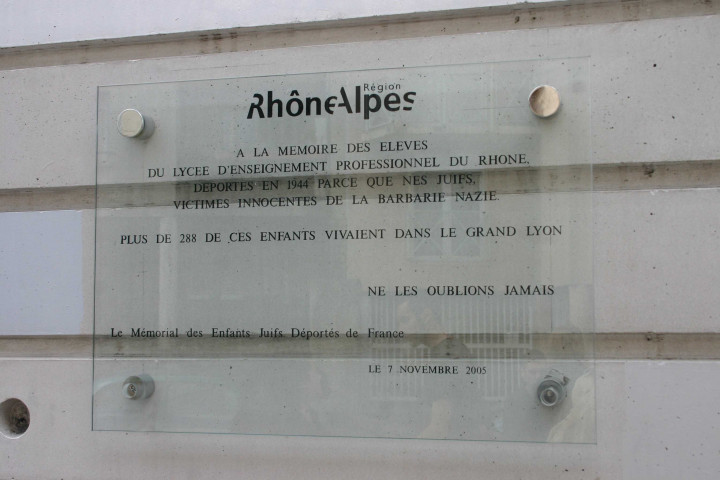 Région
RhôneAlpes
A LA MEMOIRE DES ELEVES
DU LYCEE D'ENSEIGNEMENT PROFESSIONNEL DU RHONE,
DEPORTES EN 1944 PARCE QUE NES JUIFS,
VICTIMES INNOCENTES DE LA BARBARIE NAZIE.
PLUS DE 288 DE CES ENFANTS VIVAIENT DANS LE GRAND LYON
NE LES OUBLIONS JAMAIS
Le Mémorial des Enfants Juifs Déportés de France
LE 7 NOVEMBRE 2005